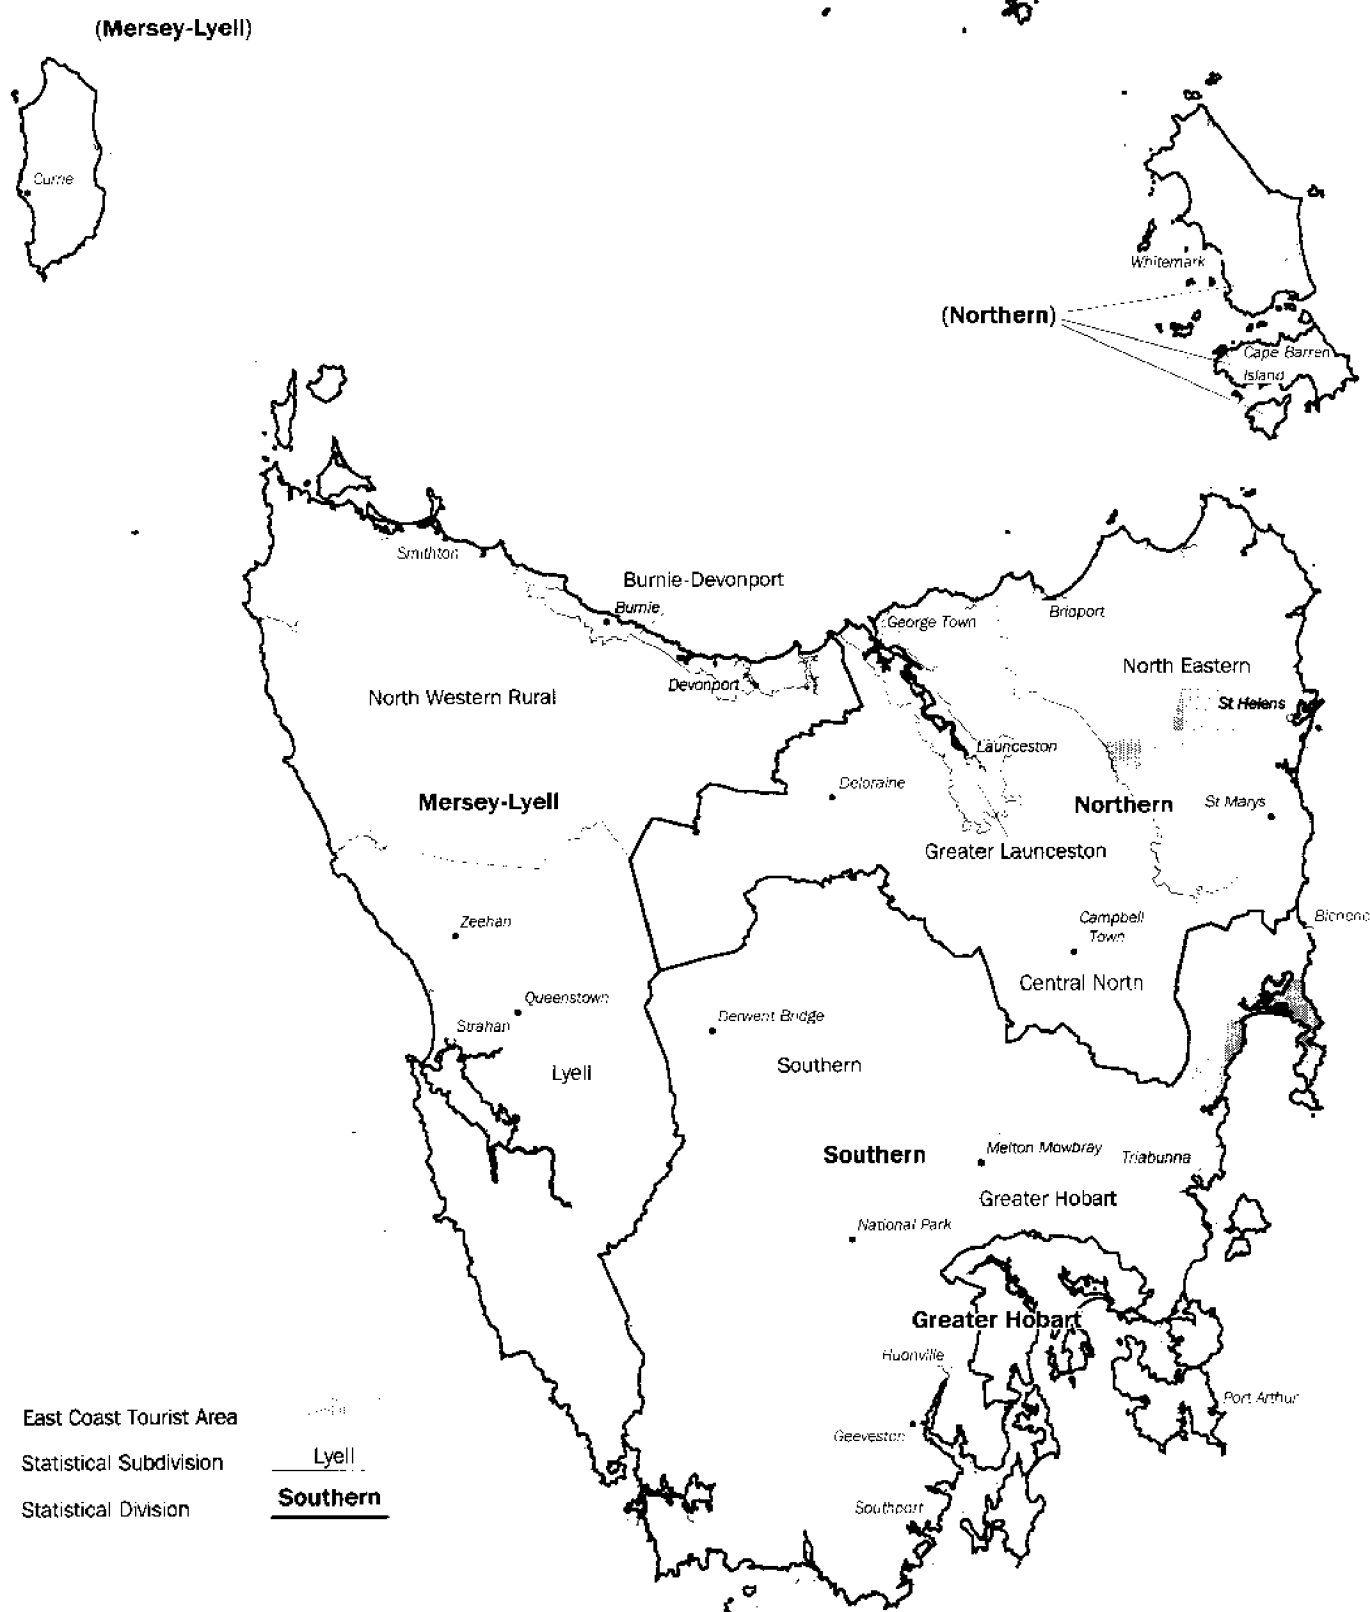 (Mersey-Lyell)
Currie
Whitemark
(Northern)
Cape Barren
Island
Smithton
Burnie-Devonport
Burnie
George Town
Bridport
North Eastern
Devonport
North Western Rural
St Helens
Launceston
Deloraine
Mersey-Lyell
Northern
St Marys
Greater Launceston
Zeehan
Campbell
Town
Central North
Queenstown
Strahan
Derwent Bridge
Southern
Lyell
Southern
Melton Mowbray
Triabunna
Greater Hobart
National Park
Greater Hobart
Huonville
Port Arthur
Geeveston
Southport
East Coast Tourist Area
Statistical Subdivision
Lyell
Statistical Division
Southern